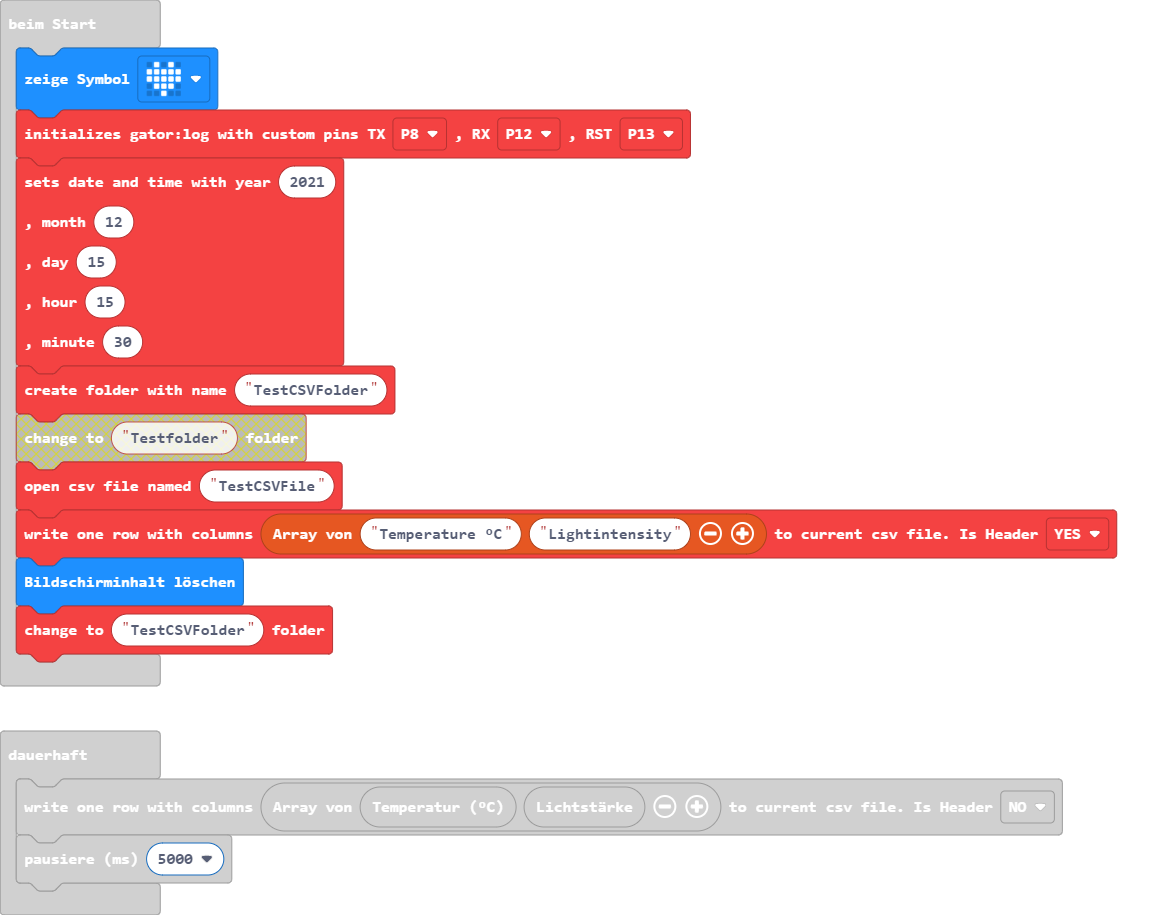 beim Start
zeige Symbol
initializes gator:log with custom pins TX P8 , RX P12 , RST P13
sets date and time with year 2021
, month 12
, day 15
, hour 15
, minute 30
create folder with name "TestCSVFolder"
change to "Testfolder" folder
open csv file named "TestCSVFile"
write one row with columns Array von "Temperature ºC" "Lightintensity" to current csv file. Is Header YES
Bildschirminhalt löschen
change to "TestCSVFolder" folder
dauerhaft
write one row with columns Array von Temperatur (ºC) Lichtstärke to current csv file. Is Header NO
pausiere (ms) 5000